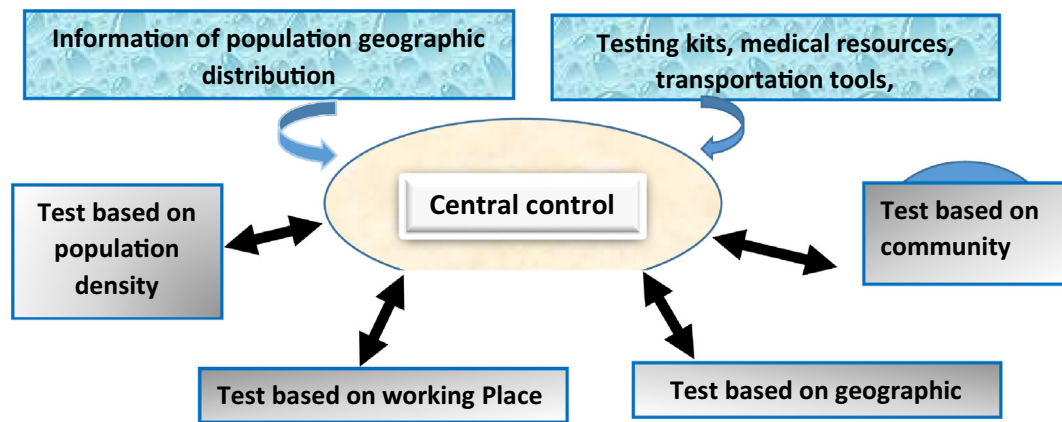 Information of population geographic
distribution
Testing kits, medical resources,
transportation tools,
Central control
Test based on
population
density
Test based on
community
Test based on working Place
Test based on geographic